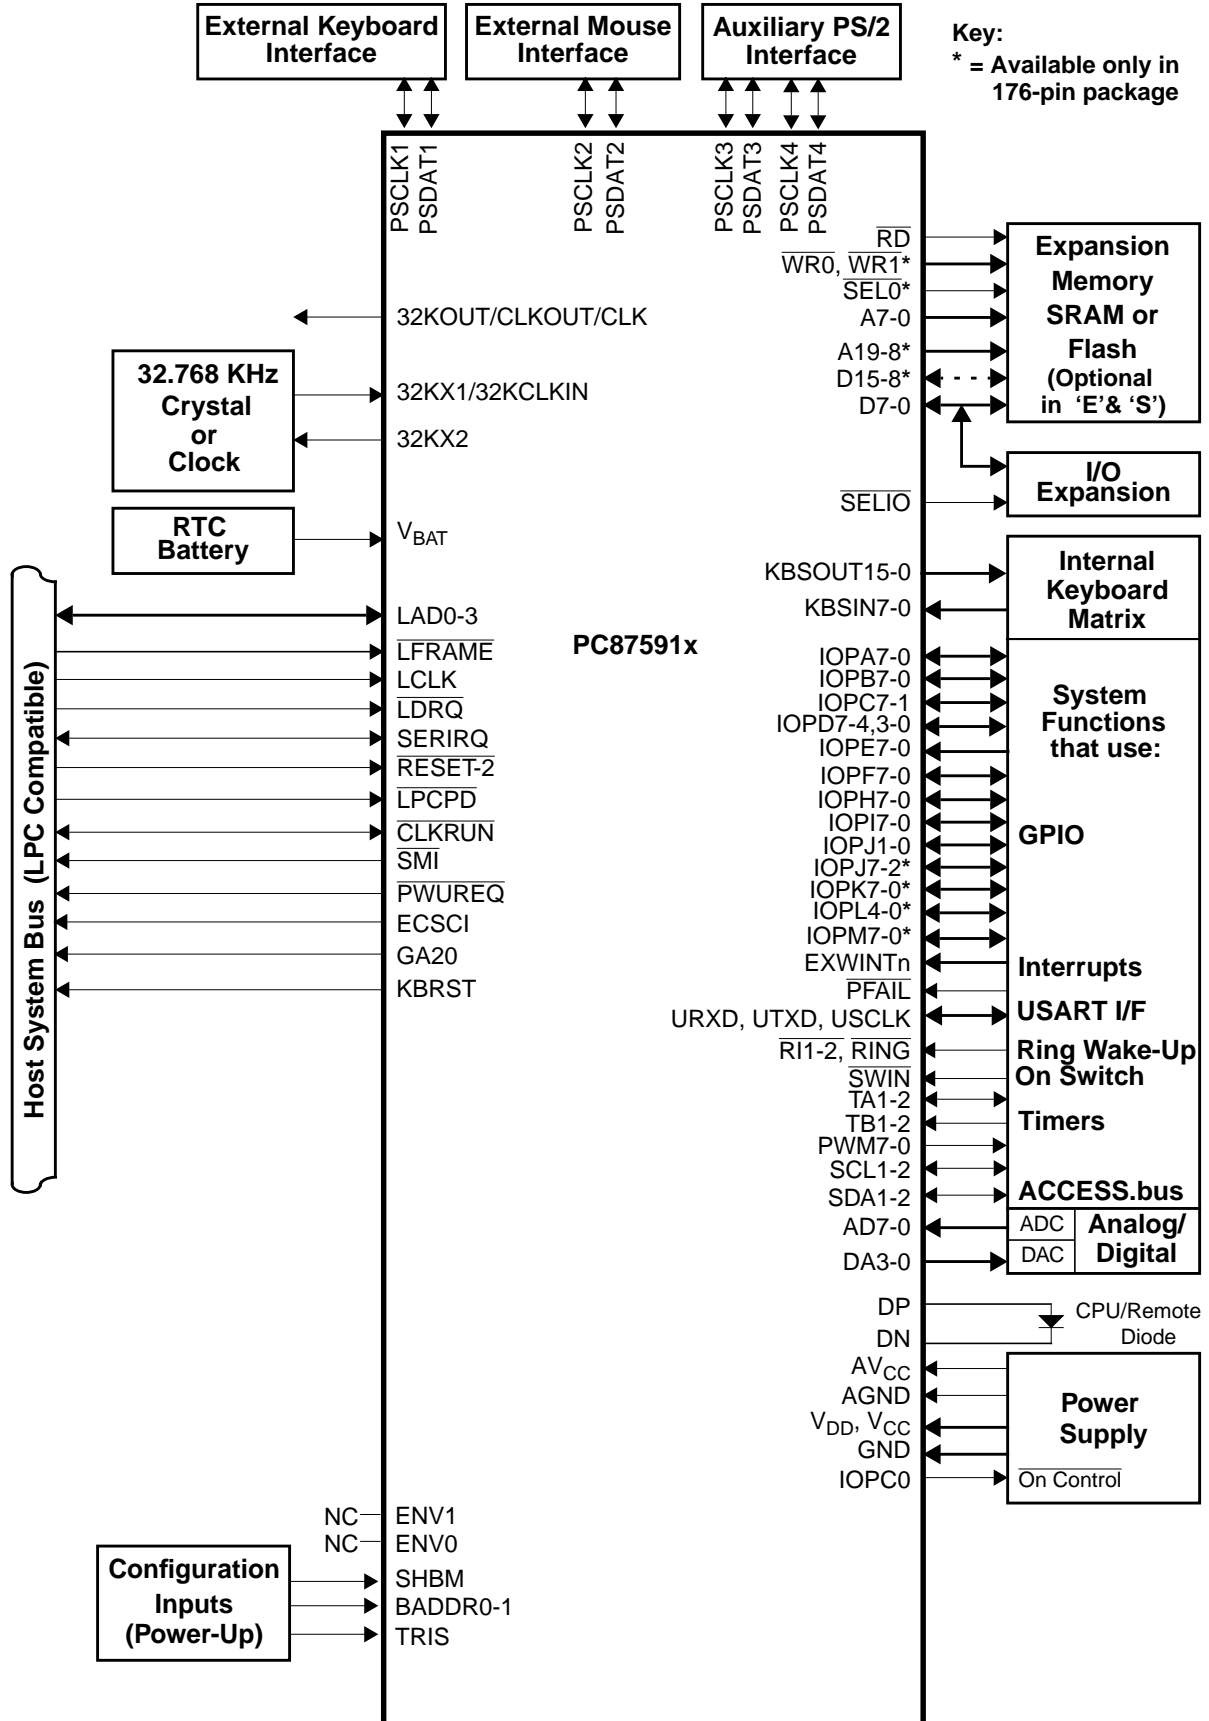 External Keyboard
Interface
External Mouse
Interface
Auxiliary PS/2
Interface
Key:
* = Available only in
176-pin package
PSCLK1
PSDAT1
PSCLK2
PSDAT2
PSCLK3
PSDAT3
PSCLK4
PSDAT4
32KOUT/CLKOUT/CLK
32.768 KHz
Crystal
or
Clock
32KX1/32KCLKIN
32KX2
RTC
Battery
VBAT
Host System Bus (LPC Compatible)
LAD0-3
LFRAME
LCLK
LDRQ
SERIRQ
RESET-2
LPCPD
CLKRUN
SMI
PWUREQ
ECSCI
GA20
KBRST
PC87591x
NC
ENV1
NC
ENV0
Configuration
Inputs
(Power-Up)
SHBM
BADDR0-1
TRIS
RD
WR0, WR1*
SEL0*
A7-0
A19-8*
D15-8*
D7-0
Expansion
Memory
SRAM or
Flash
(Optional
in ‘E’& ‘S’)
SELIO
I/O
Expansion
KBSOUT15-0
KBSIN7-0
Internal
Keyboard
Matrix
IOPA7-0
IOPB7-0
IOPC7-1
IOPD7-4,3-0
IOPE7-0
IOPF7-0
IOPH7-0
IOPI7-0
IOPJ1-0
IOPJ7-2*
IOPK7-0*
IOPL4-0*
IOPM7-0*
EXWINTn
PFAIL
URXD, UTXD, USCLK
RI1-2, RING
SWIN
TA1-2
TB1-2
PWM7-0
SCL1-2
SDA1-2
System
Functions
that use:
GPIO
Interrupts
USART I/F
Ring Wake-Up
On Switch
Timers
ACCESS.bus
AD7-0
DA3-0
ADC
DAC
Analog/
Digital
DP
DN
CPU/Remote
Diode
AVCC
AGND
VDD, VCC
GND
IOPC0
Power
Supply
On Control